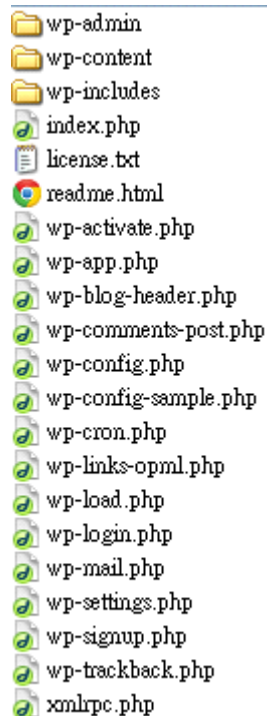 wp-admin
wp-content
wp-includes
index.php
license.txt
readme.html
wp-activate.php
wp-app.php
wp-blog-header.php
wp-comments-post.php
wp-config.php
wp-config-sample.php
wp-cron.php
wp-links-opml.php
wp-load.php
wp-login.php
wp-mail.php
wp-settings.php
wp-signup.php
wp-trackback.php
xmlrpc.php